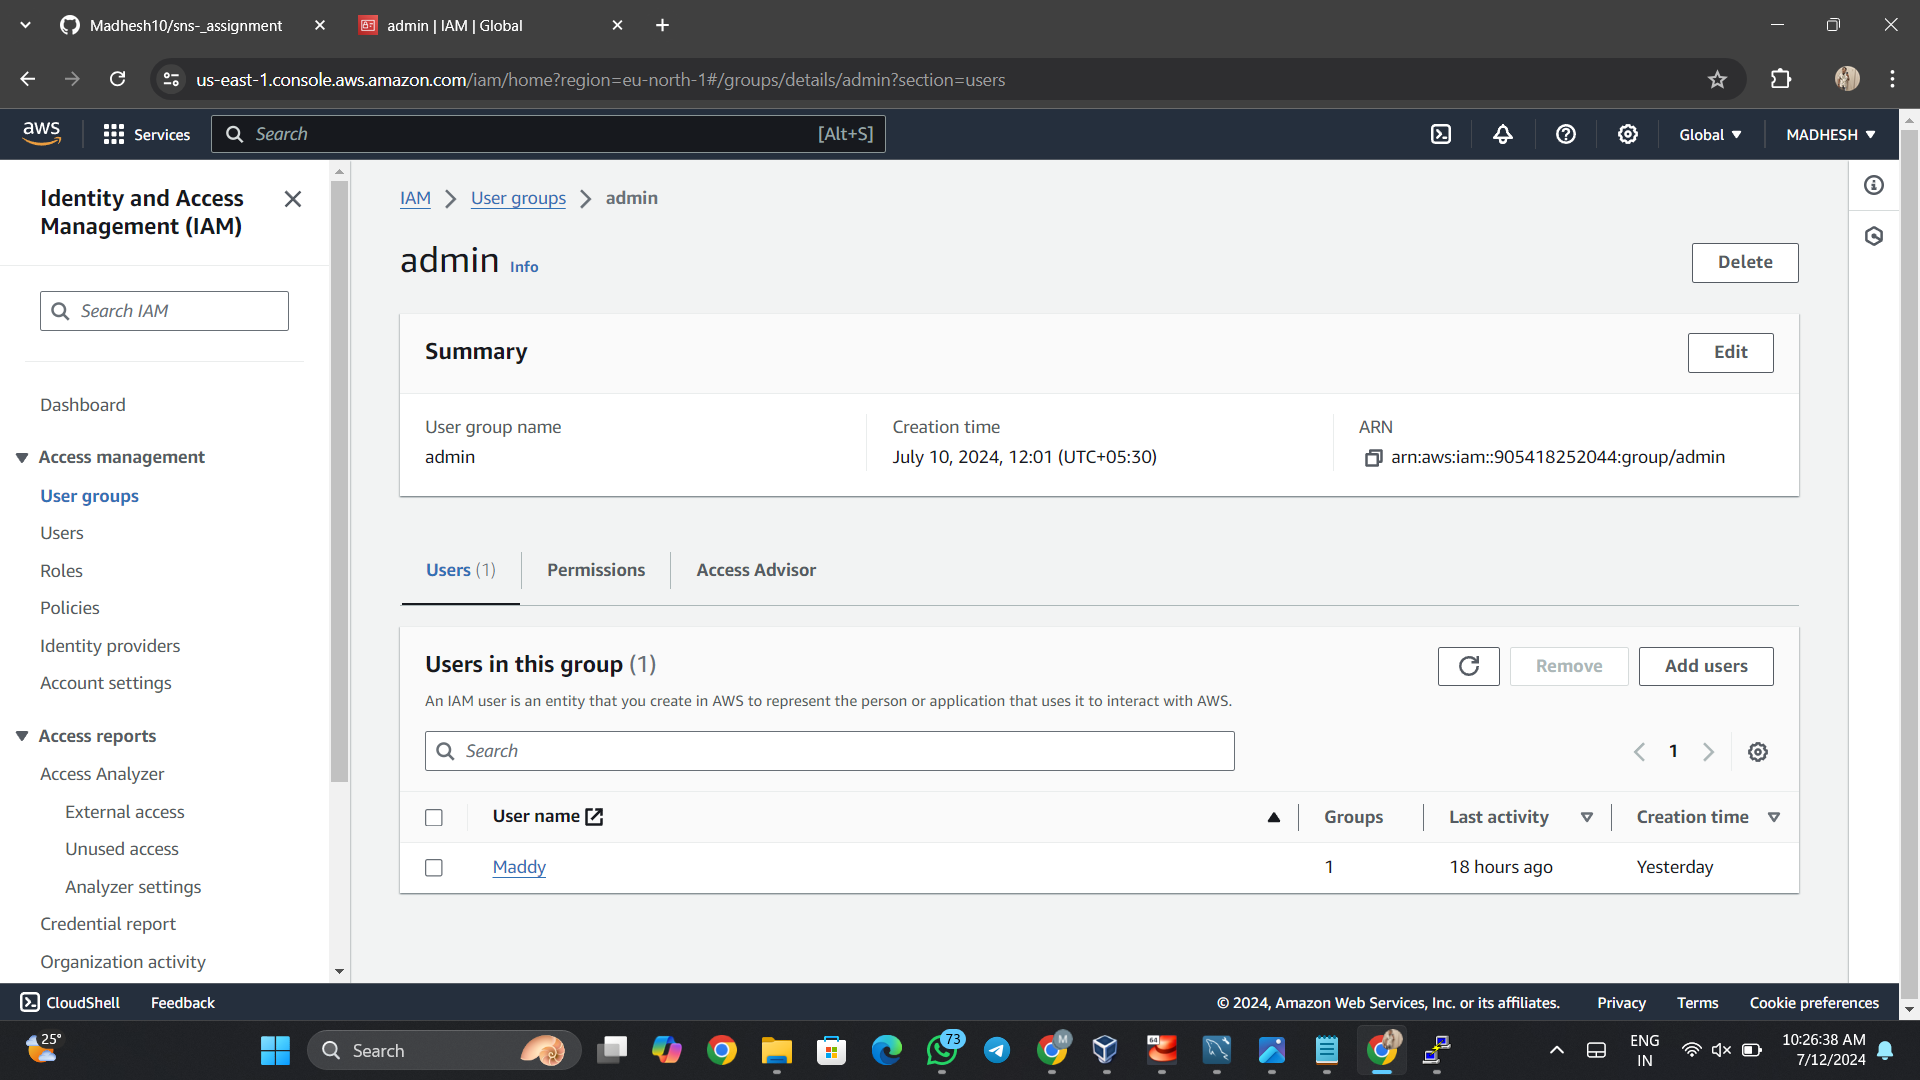 Madhesh10/sns-_assignment
admin | IAM | Global
us-east-1.console.aws.amazon.com/iam/home?region=eu-north-1#/groups/details/admin?section=users
aws
Services
Search
[Alt+S]
Global
MADHESH
Identity and Access
Management (IAM)
Search IAM
Dashboard
Access management
User groups
Users
Roles
Policies
Identity providers
Account settings
Access reports
Access Analyzer
External access
Unused access
Analyzer settings
Credential report
Organization activity
IAM > User groups > admin
admin Info
Delete
Summary
Edit
User group name
admin
Creation time
July 10, 2024, 12:01 (UTC+05:30)
ARN
arn:aws:iam::905418252044:group/admin
Users (1)
Permissions
Access Advisor
Users in this group (1)
Remove
Add users
An IAM user is an entity that you create in AWS to represent the person or application that uses it to interact with AWS.
Search
1
User name
Groups
Last activity
Creation time
Maddy
1
18 hours ago
Yesterday
CloudShell
Feedback
© 2024, Amazon Web Services, Inc. or its affiliates.
Privacy
Terms
Cookie preferences
25°
Search
73
M
64
ENG
IN
10:26:38 AM
7/12/2024